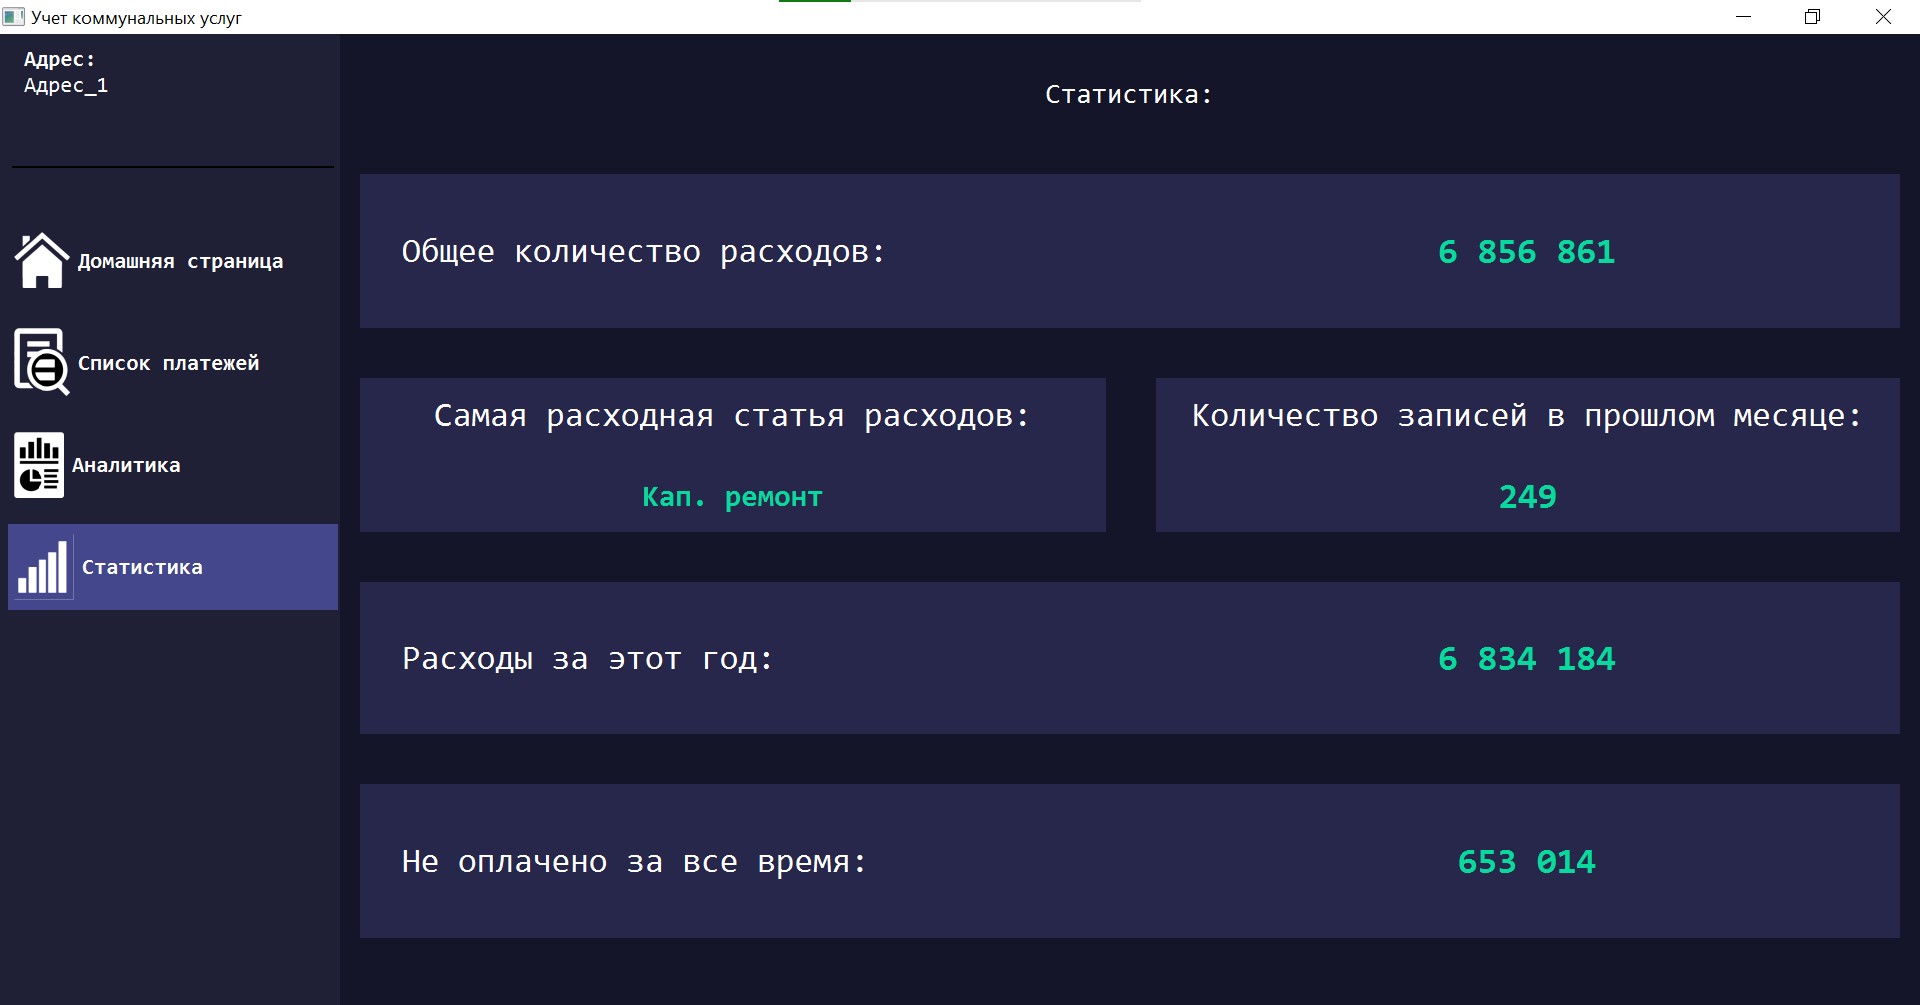 Учет коммунальных услуг
Адрес:
Адрес_1
Домашняя страница
Список платежей
Аналитика
Статистика
Статистика:
Общее количество расходов:
6 856 861
Самая расходная статья расходов:
Кап. ремонт
Количество записей в прошлом месяце:
249
Расходы за этот год:
6 834 184
Не оплачено за все время:
653 014